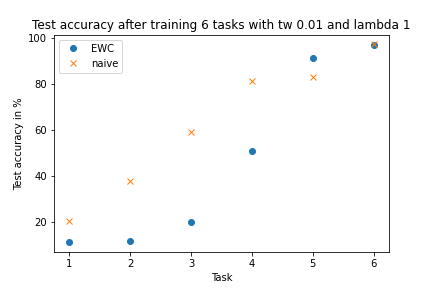 Test accuracy after training 6 tasks with tw 0.01 and lambda 1
100
EWC
naive
80
60
40
20
Test accuracy in %
1 2 3 4 5 6
Task